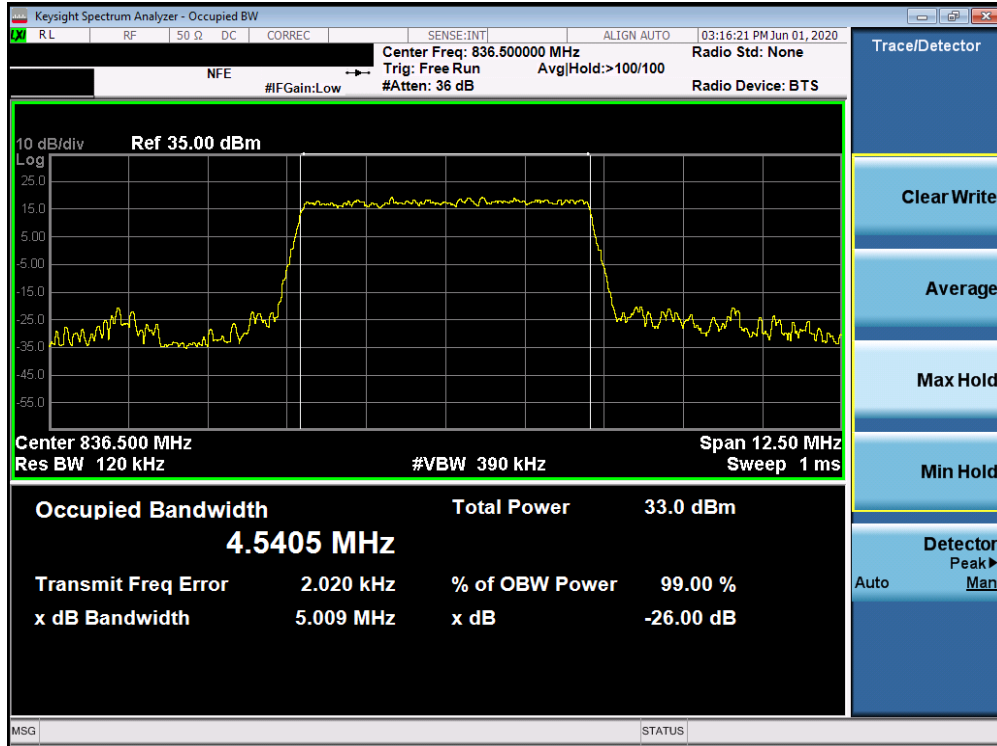 Keysight Spectrum Analyzer - Occupied BW
LXI RL RF 50 Ω DC CORREC SENSE:INT ALIGN AUTO 03:16:21 PM Jun 01, 2020
Center Freq: 836.500000 MHz Radio Std: None
NFE Trig: Free Run Avg|Hold:>100/100
#IFGain:Low #Atten: 36 dB Radio Device: BTS
Trace/Detector
10 dB/div Ref 35.00 dBm
Log
25.0
15.0
5.00
-5.00
-15.0
-25.0
-35.0
-45.0
-55.0
Center 836.500 MHz Span 12.50 MHz
Res BW 120 kHz #VBW 390 kHz Sweep 1 ms
Occupied Bandwidth Total Power 33.0 dBm
4.5405 MHz
Transmit Freq Error 2.020 kHz % of OBW Power 99.00 %
x dB Bandwidth 5.009 MHz x dB -26.00 dB
Clear Write
Average
Max Hold
Min Hold
Detector
Peak▶
Auto Man
MSG STATUS